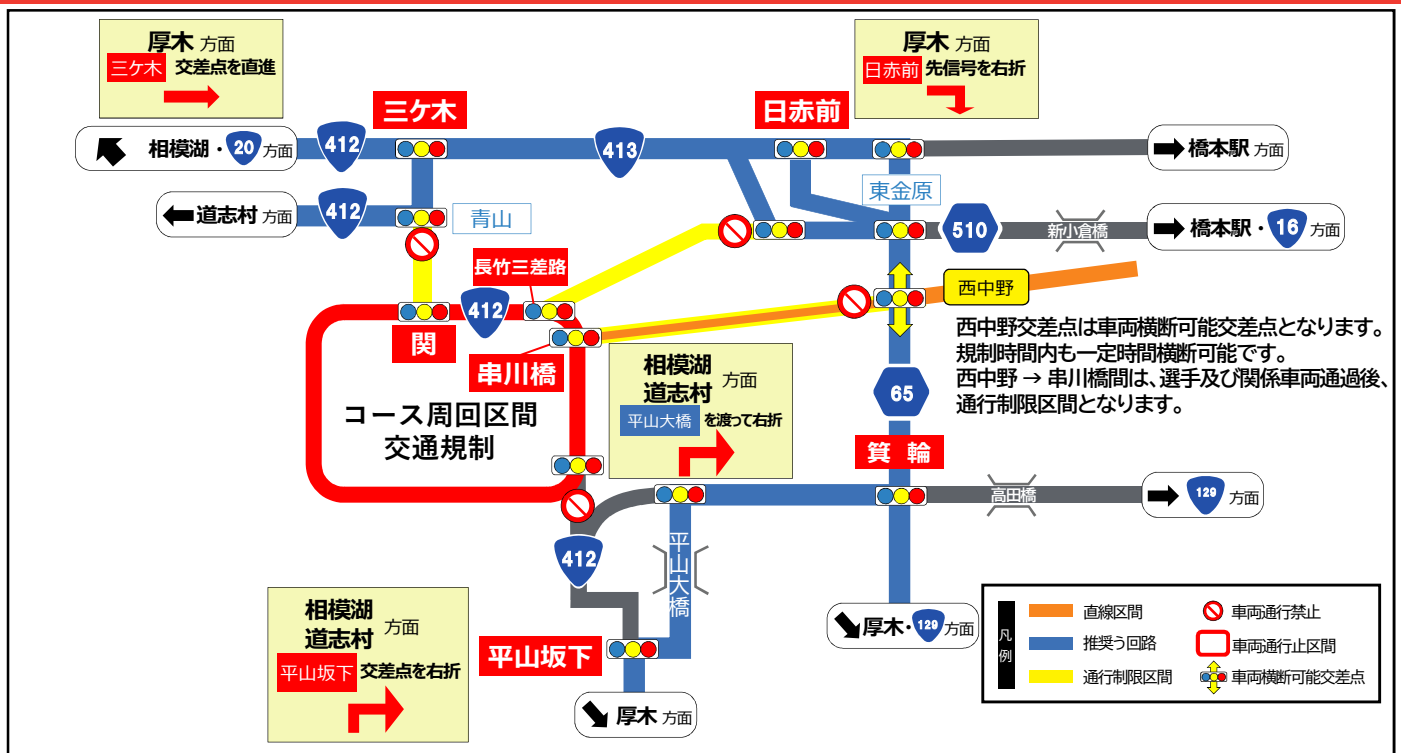 厚木 方面
三ケ木 交差点を直進
厚木 方面
日赤前 先信号を右折
三ケ木
日赤前
相模湖・20方面
412
413
橋本駅 方面
東金原
道志村 方面
412
青山
510
新小倉橋
橋本駅・16 方面
長竹三差路
412
西中野
関
串川橋
西中野交差点は車両横断可能交差点となります。
規制時間内も一定時間横断可能です。
西中野 → 串川橋間は、選手及び関係車両通過後、
通行制限区間となります。
相模湖
道志村 方面
平山大橋 を渡って右折
65
コース周回区間
交通規制
箕輪
高田橋
129 方面
412
平山大橋
相模湖
道志村 方面
平山坂下 交差点を右折
平山坂下
厚木 方面
厚木・129方面
凡例
直線区間
車両通行禁止
推奨う回路
車両通行止区間
通行制限区間
車両横断可能交差点